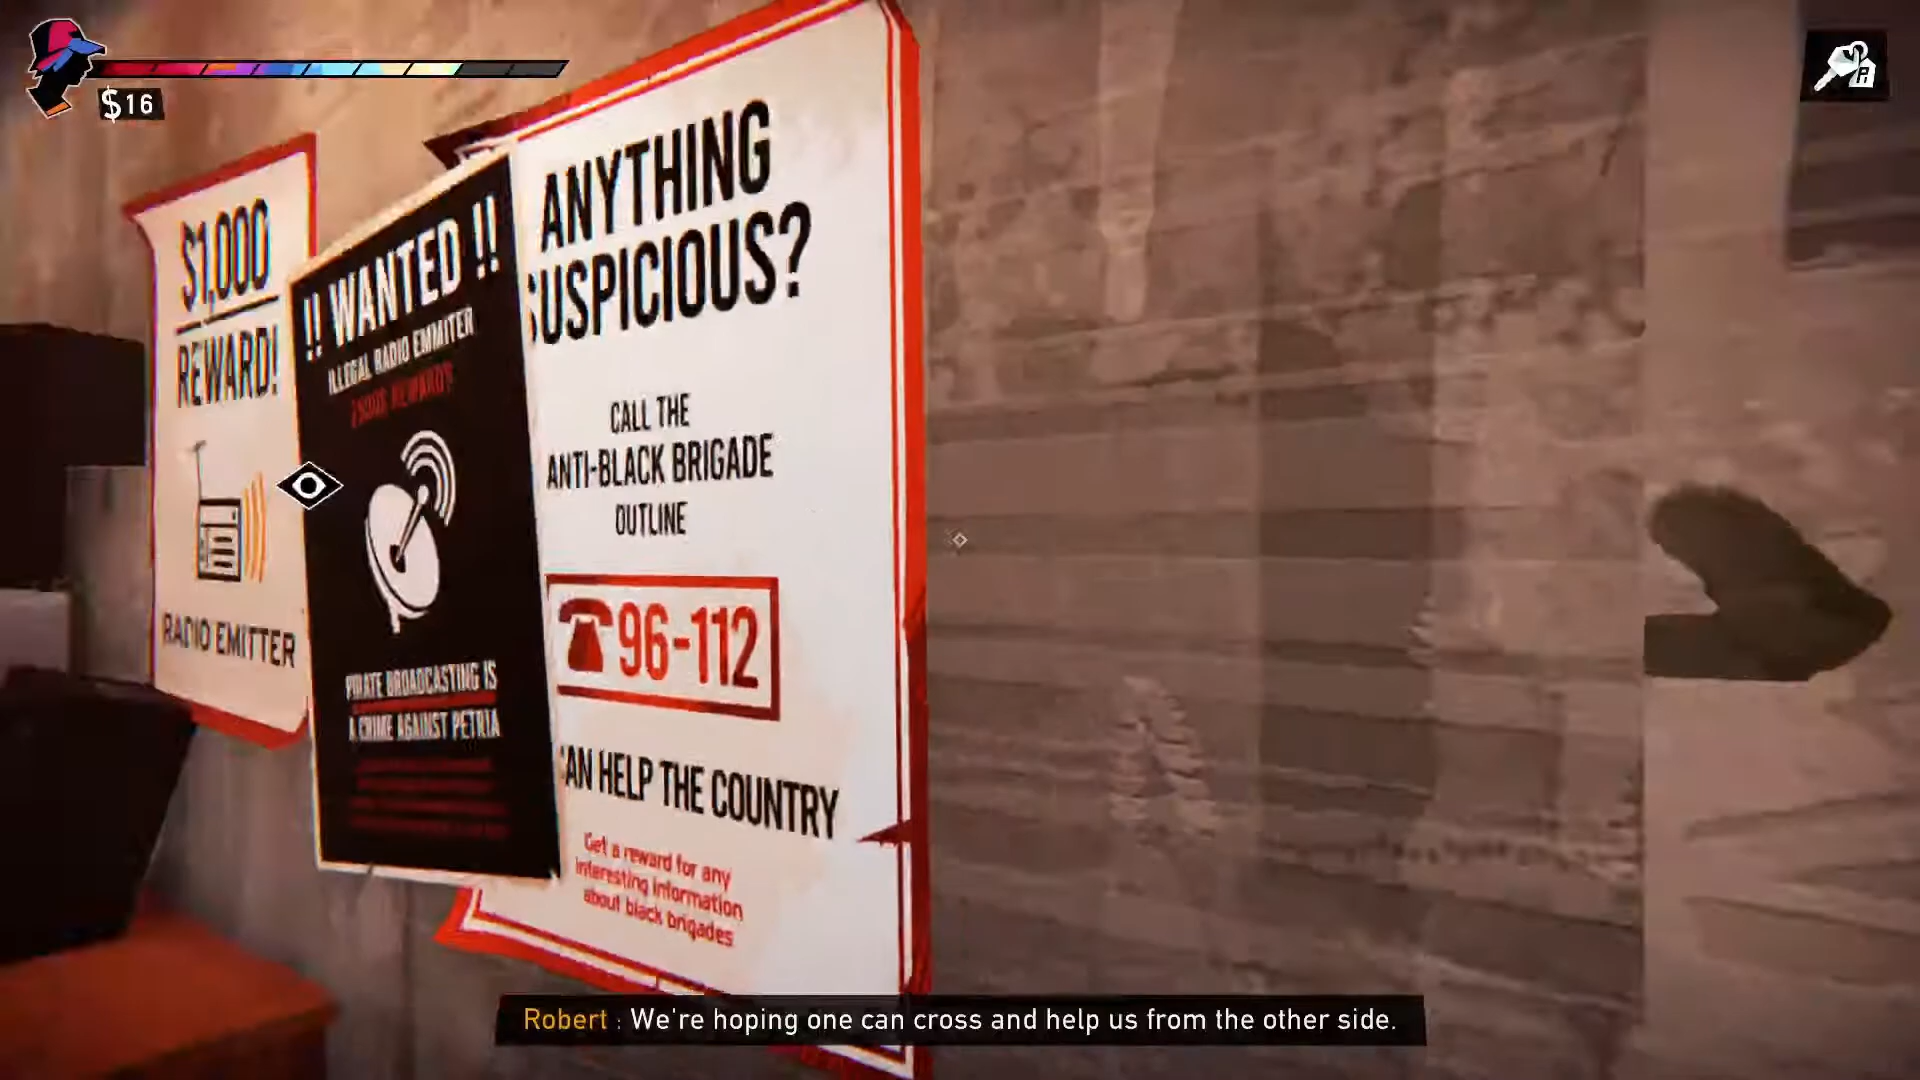 $16
$1,000
REWARD!
RADIO EMITTER
!! WANTED !!
ILLEGAL RADIO EMMITER
PIRATE BROADCASTING IS
A CRIME AGAINST PETRIA
ANYTHING
SUSPICIOUS?
CALL THE
ANTI-BLACK BRIGADE
OUTLINE
96-112
CAN HELP THE COUNTRY
Get a reward for any
interesting information
about black brigades
Robert : We're hoping one can cross and help us from the other side.